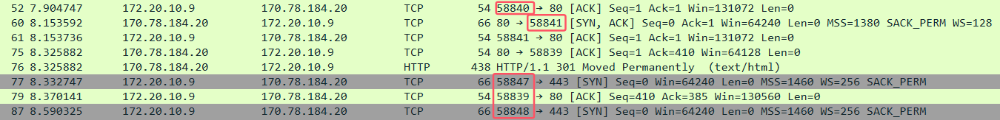 52 7.904747 172.20.10.9 170.78.184.20 TCP 54 58840 → 80 [ACK] Seq=1 Ack=1 Win=131072 Len=0
60 8.153592 170.78.184.20 172.20.10.9 TCP 66 80 → 58841 [SYN, ACK] Seq=0 Ack=1 Win=64240 Len=0 MSS=1380 SACK_PERM WS=128
61 8.153736 172.20.10.9 170.78.184.20 TCP 54 58841 → 80 [ACK] Seq=1 Ack=1 Win=131072 Len=0
75 8.325882 170.78.184.20 172.20.10.9 TCP 54 80 → 58839 [ACK] Seq=1 Ack=410 Win=64128 Len=0
76 8.325882 170.78.184.20 172.20.10.9 HTTP 438 HTTP/1.1 301 Moved Permanently (text/html)
77 8.332747 172.20.10.9 170.78.184.20 TCP 66 58847 → 443 [SYN] Seq=0 Win=64240 Len=0 MSS=1460 WS=256 SACK_PERM
79 8.370141 172.20.10.9 170.78.184.20 TCP 54 58839 → 80 [ACK] Seq=410 Ack=385 Win=130560 Len=0
87 8.590325 172.20.10.9 170.78.184.20 TCP 66 58848 → 443 [SYN] Seq=0 Win=64240 Len=0 MSS=1460 WS=256 SACK_PERM